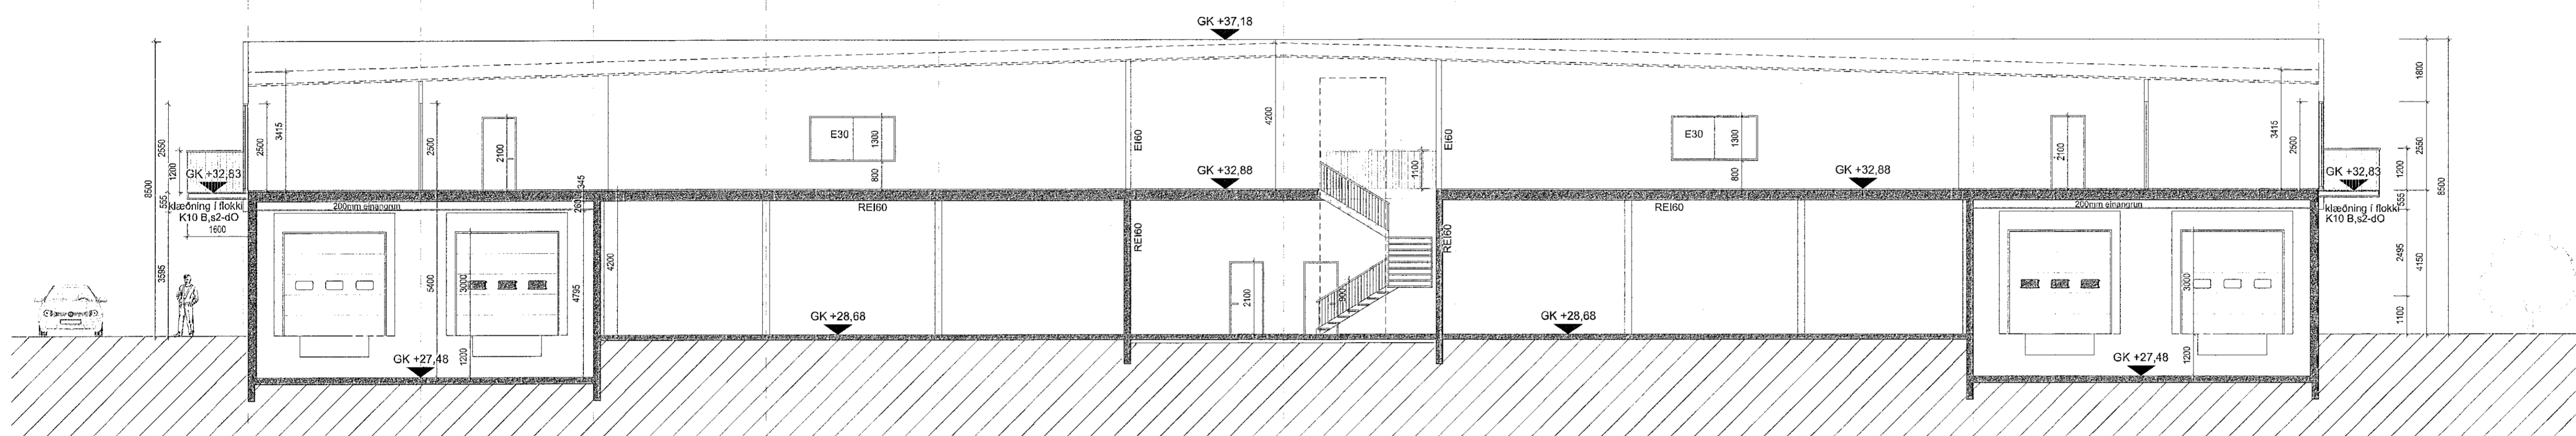 GK +37,18
8500
2550
1200
555
3595
GK +32,83
klæðning í flokki
K10 B,s2-dO
1600
2500
3415
2500
2100
345
260
E30
1300
800
EI60
GK +32,88
4200
1100
EI60
E30
1300
800
GK +32,88
2100
3415
2500
GK +32,83
klæðning í flokki
K10 B,s2-dO
1800
2550
1200
555
8500
2495
4150
1100
200mm einangrun
5400
3000
4795
1200
GK +27,48
4200
REI60
GK +28,68
REI60
2100
900
REI60
REI60
GK +28,68
200mm einangrun
3000
1200
GK +27,48